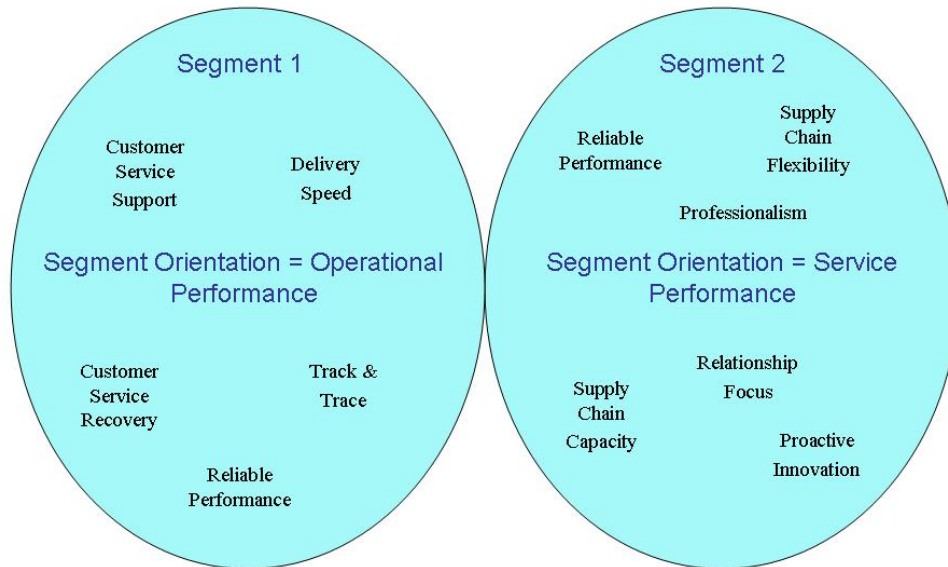 Segment 1
Customer
Service
Support
Delivery
Speed
Segment Orientation = Operational
Performance
Customer
Service
Recovery
Track &
Trace
Reliable
Performance
Segment 2
Reliable
Performance
Supply
Chain
Flexibility
Professionalism
Segment Orientation = Service
Performance
Relationship
Focus
Supply
Chain
Capacity
Proactive
Innovation